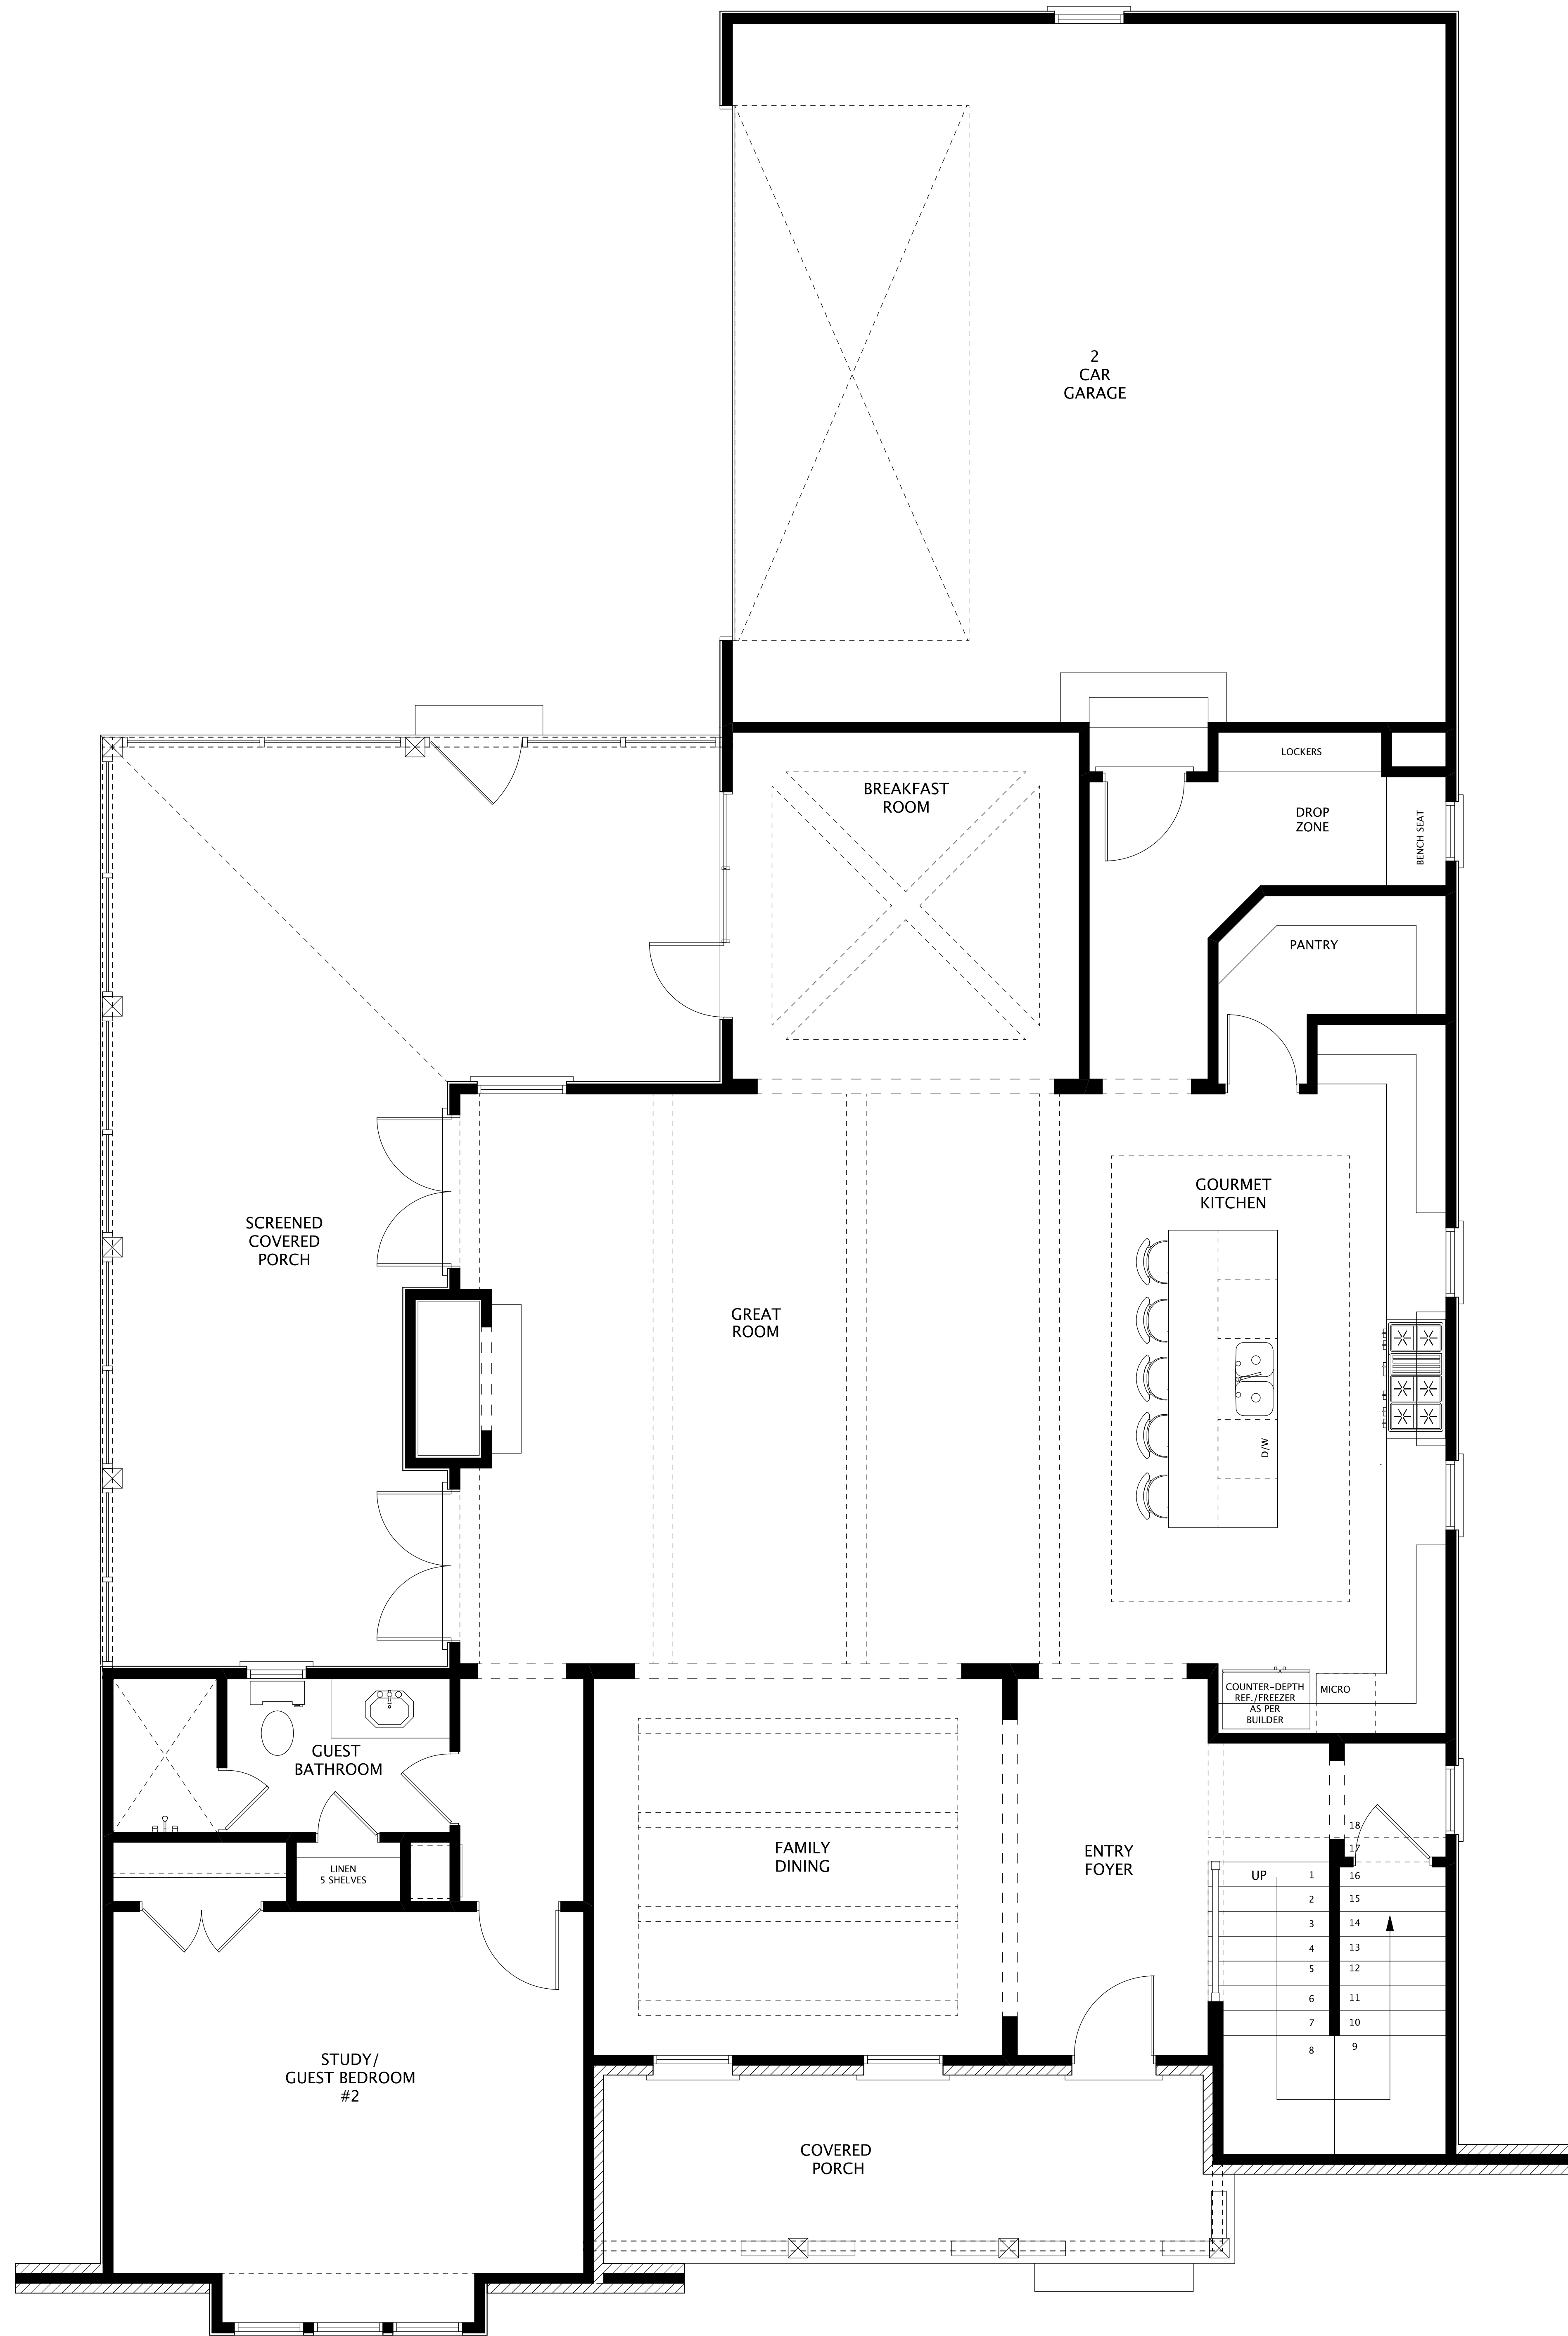 2
CAR
GARAGE
LOCKERS
BREAKFAST
ROOM
DROP
ZONE
BENCH SEAT
PANTRY
GOURMET
KITCHEN
SCREENED
COVERED
PORCH
GREAT
ROOM
D/W
COUNTER-DEPTH
REF./FREEZER
AS PER
BUILDER
MICRO
GUEST
BATHROOM
LINEN
5 SHELVES
FAMILY
DINING
ENTRY
FOYER
UP
18
17
1 16
2 15
3 14
4 13
5 12
6 11
7 10
8 9
STUDY/
GUEST BEDROOM
#2
COVERED
PORCH